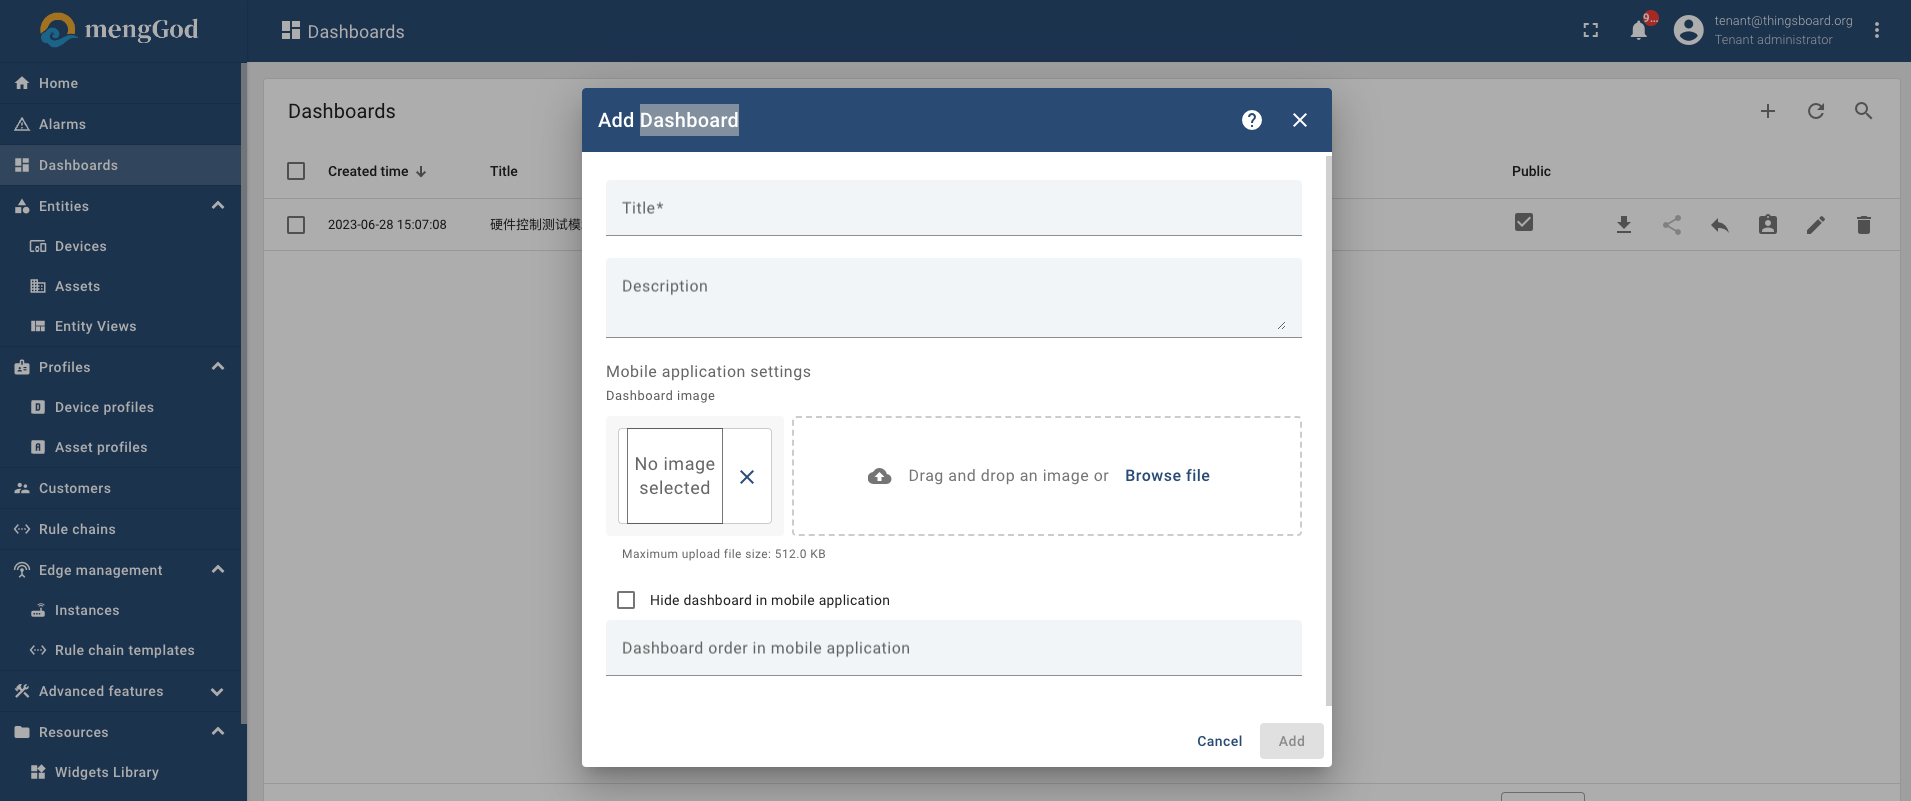 mengGod
Dashboards
9...
tenant@thingsboard.org
Tenant administrator
Home
Alarms
Dashboards
Entities
Devices
Assets
Entity Views
Profiles
Device profiles
Asset profiles
Customers
Rule chains
Edge management
Instances
Rule chain templates
Advanced features
Resources
Widgets Library
Dashboards
Created time
Title
Public
2023-06-28 15:07:08
硬件控制测试模
Add Dashboard
Title*
Description
Mobile application settings
Dashboard image
No image
selected
Drag and drop an image or Browse file
Maximum upload file size: 512.0 KB
Hide dashboard in mobile application
Dashboard order in mobile application
Cancel
Add